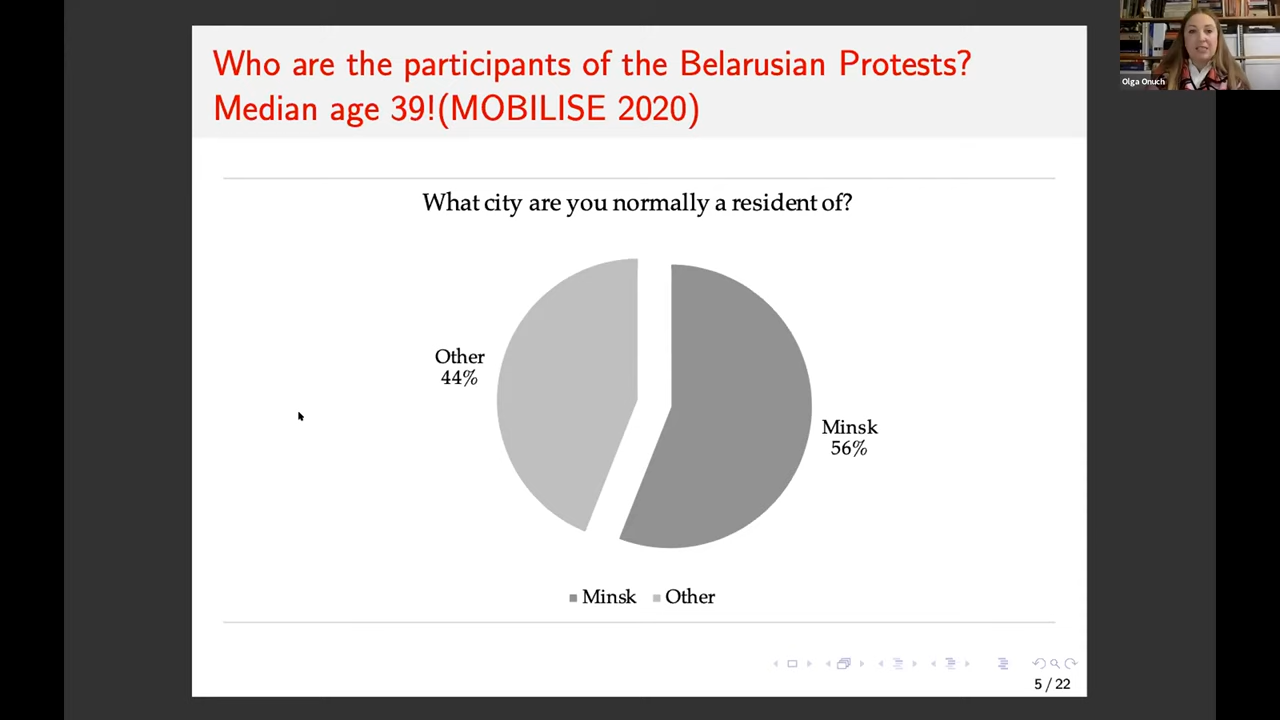 Who are the participants of the Belarusian Protests?
Median age 39!(MOBILISE 2020)
Olga Onuch
What city are you normally a resident of?
Other
44%
Minsk
56%
Minsk
Other
5 / 22